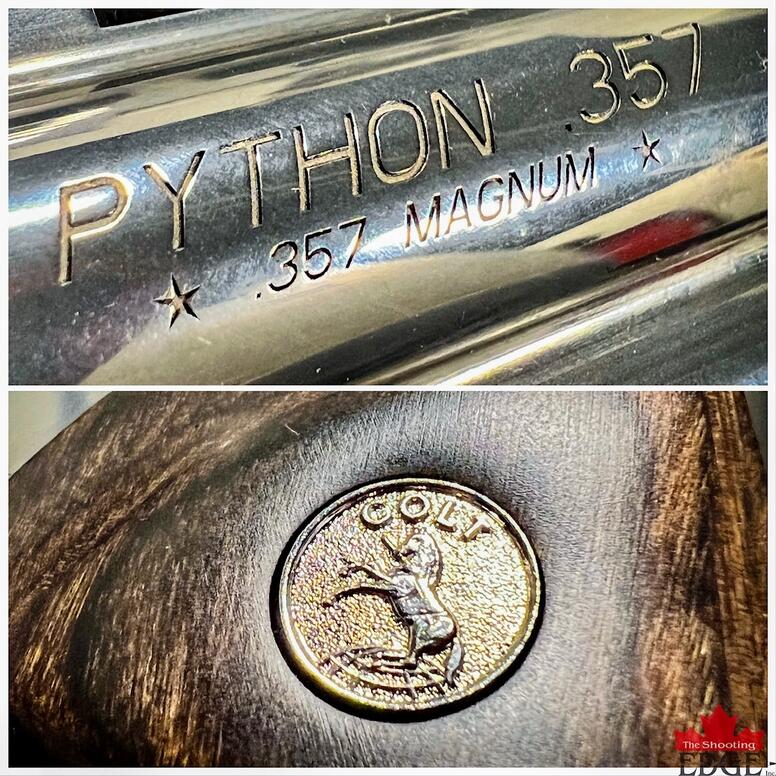 PYTHON .357
★ .357 MAGNUM ★
COLT
The Shooting
EDGE